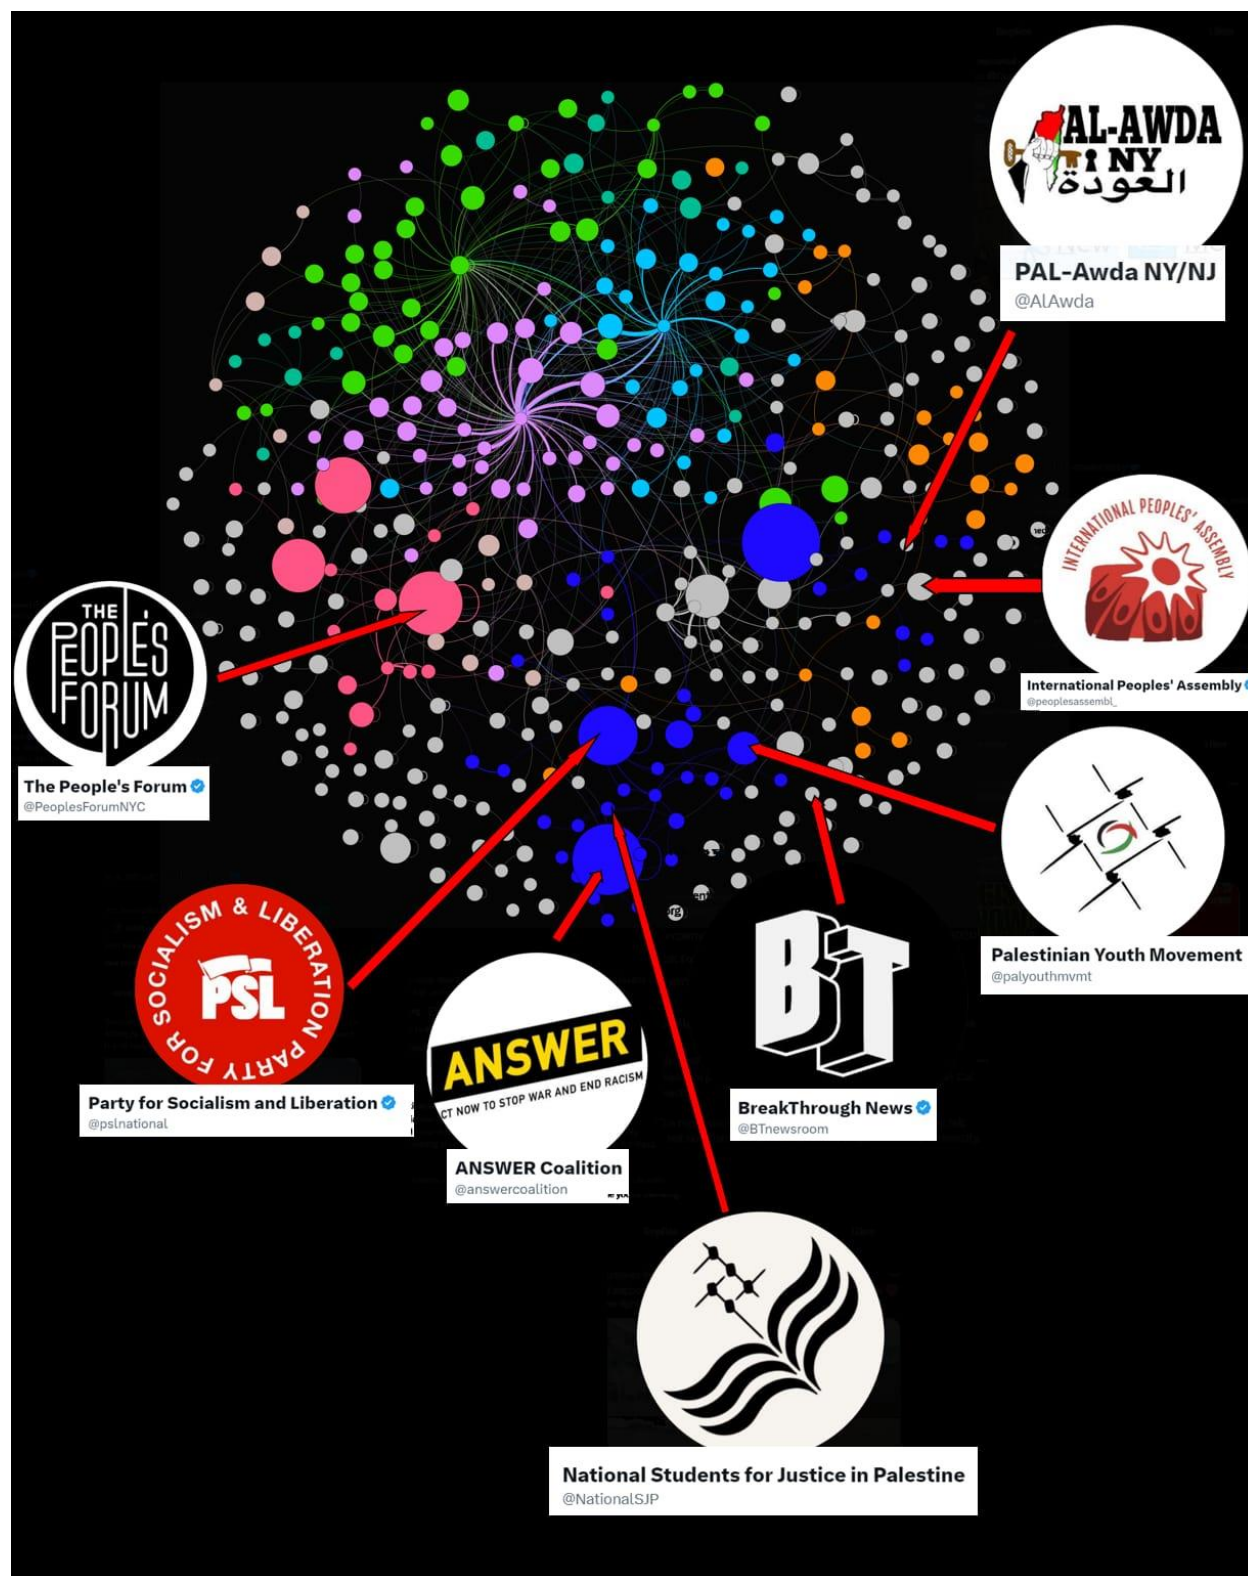 AL-AWDA
NY
العودة
PAL-Awda NY/NJ
@AlAwda
INTERNATIONAL PEOPLES' ASSEMBLY
International Peoples' Assembly
@peoplesassembl_
THE
PEOPLE'S
FORUM
The People's Forum
@PeoplesForumNYC
Palestinian Youth Movement
@palyouthmvmt
PARTY FOR SOCIALISM & LIBERATION
PSL
Party for Socialism and Liberation
@pslnational
ANSWER
CT NOW TO STOP WAR AND END RACISM
ANSWER Coalition
@answercoalition
BT
BreakThrough News
@BTnewsroom
National Students for Justice in Palestine
@NationalSJP